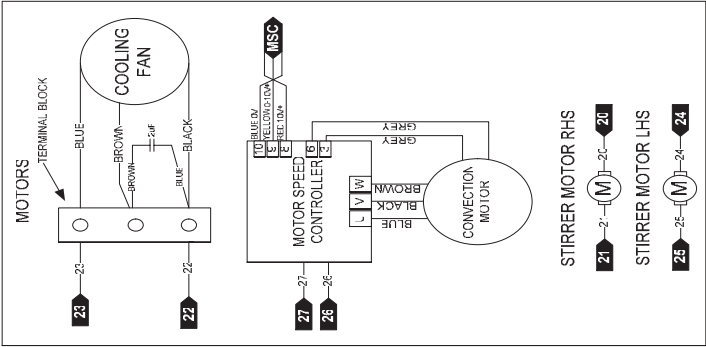 MOTORS
TERMINAL BLOCK
COOLING
FAN
BLUE
BROWN
BROWN
2uF
BLUE
BLACK
23
23
22
22
MSC
BLUE 0V
YELLOW 0-10V+
RED 10V+
10
9
MOTOR SPEED
CONTROLLER
GREY
GREY
W
V
BROWN
BLACK
BLUE
CONVECTION
MOTOR
27
27
26
26
STIRRER MOTOR RHS
20
20
M
21
21
STIRRER MOTOR LHS
24
24
M
25
25